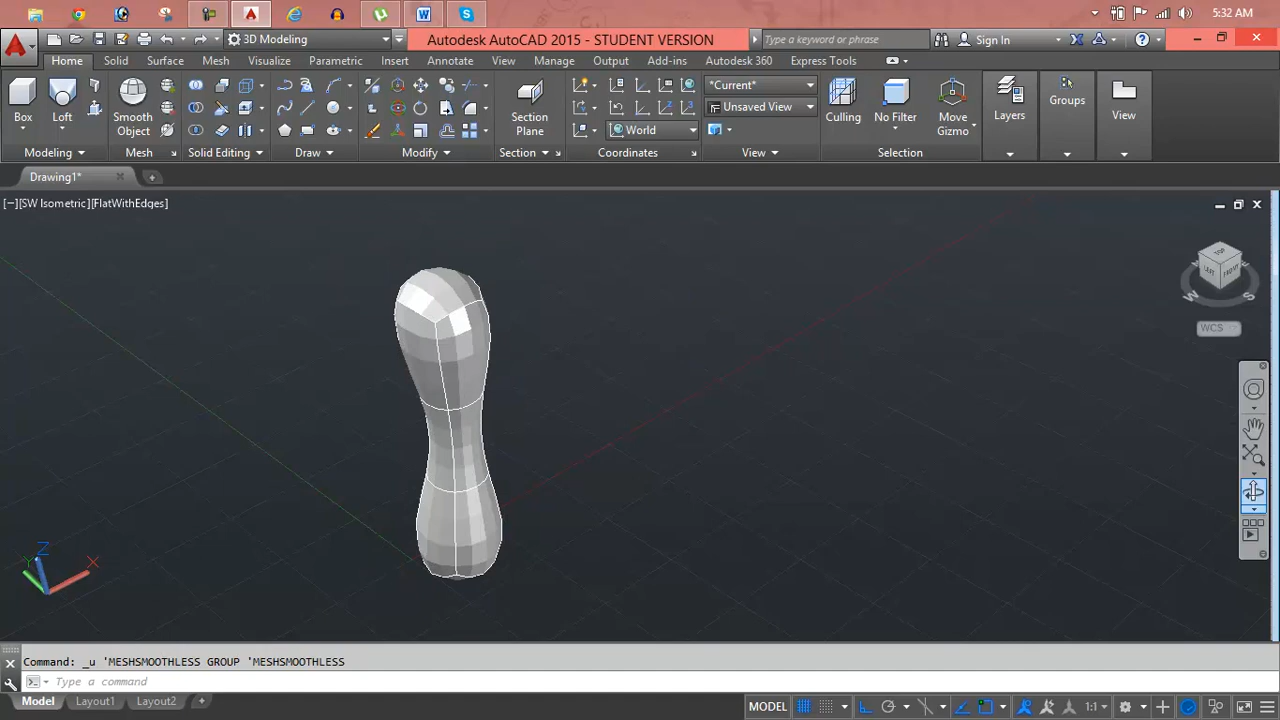 5:32 AM
3D Modeling
Autodesk AutoCAD 2015 - STUDENT VERSION
Type a keyword or phrase
Sign In
Home Solid Surface Mesh Visualize Parametric Insert Annotate View Manage Output Add-ins Autodesk 360 Express Tools
*Current*
Unsaved View
World
Box
Loft
Smooth
Object
Section
Plane
Culling
No Filter
Move
Gizmo
Layers
Groups
View
Modeling Mesh Solid Editing Draw Modify Section Coordinates View Selection
Drawing1*
[−][SW Isometric][FlatWithEdges]
TOP
LEFT
FRONT
W
S
WCS
Z
Y
X
Command: _u 'MESHSMOOTHLESS GROUP 'MESHSMOOTHLESS
Type a command
Model Layout1 Layout2 +
MODEL
1:1